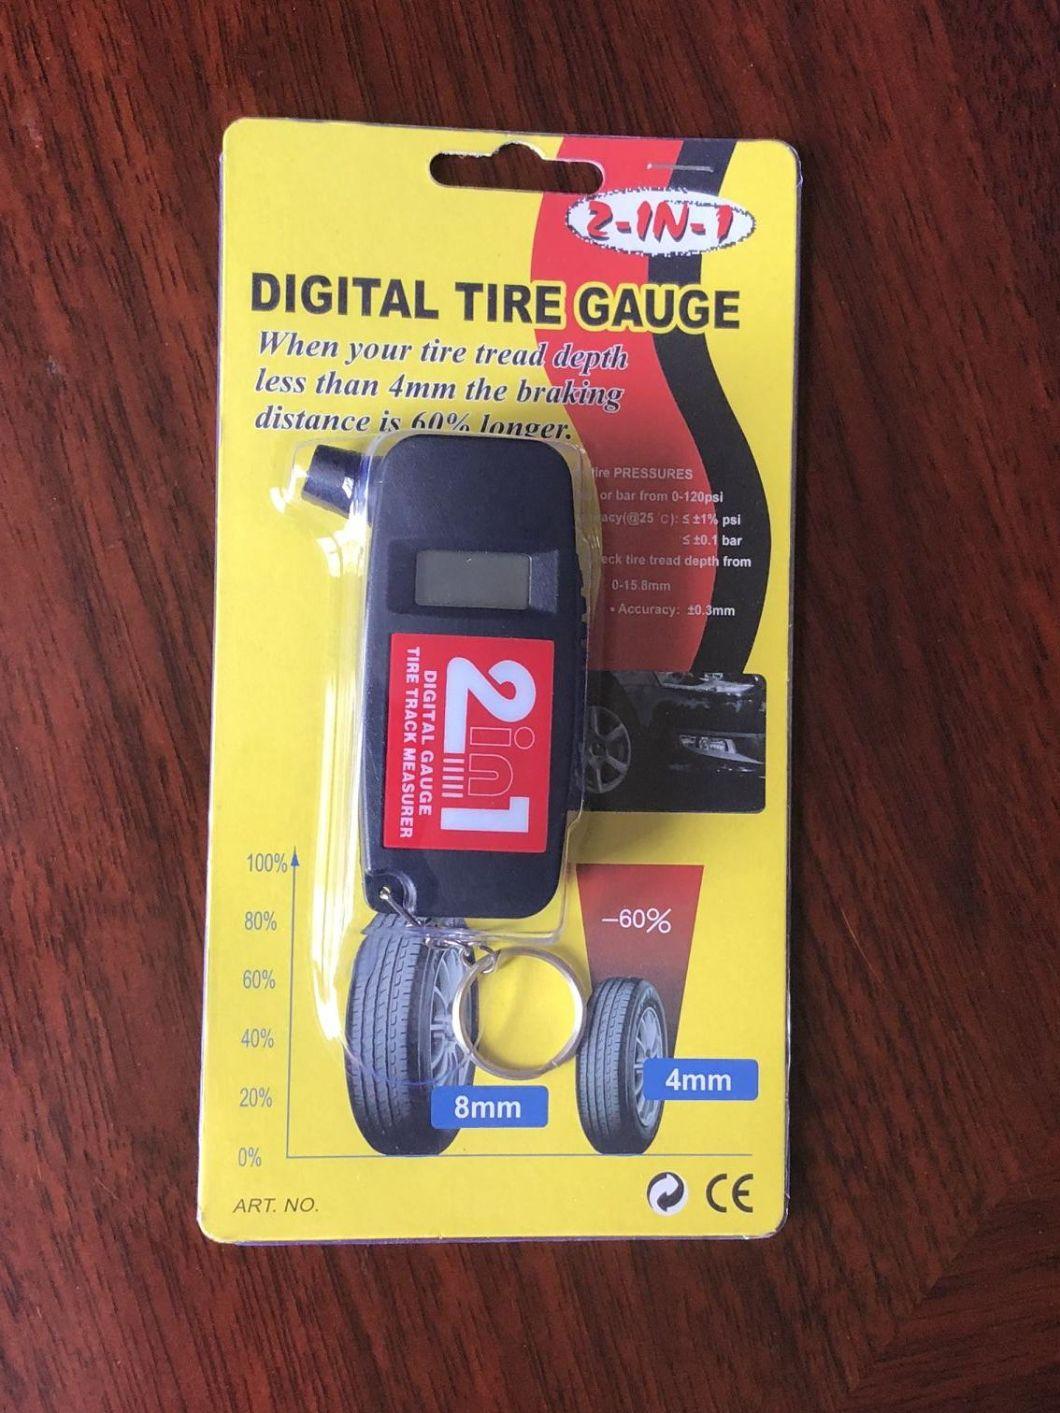 2-IN-1
DIGITAL TIRE GAUGE
When your tire tread depth
less than 4mm the braking
distance is 60% longer.
tire PRESSURES
or bar from 0-120psi
(@25 °C): ≤ ±1% psi
≤ ±0.1 bar
tire tread depth from
0-15.8mm
• Accuracy: ±0.3mm
2in1
DIGITAL GAUGE
TIRE TRACK MEASURER
100%
80%
60%
40%
20%
0%
-60%
8mm
4mm
ART. NO.
CE